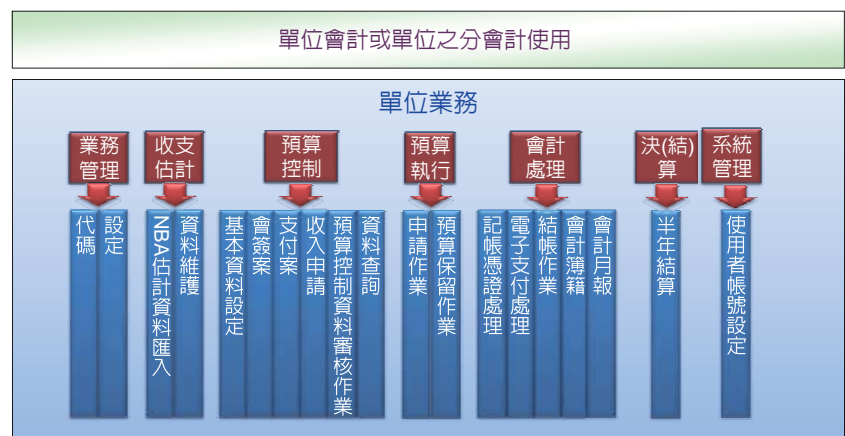 單位會計或單位之分會計使用
單位業務
業務
管理
收支
估計
預算
控制
預算
執行
會計
處理
決(結)
算
系統
管理
代碼
設定
NBA估計資料匯入
資料維護
基本資料設定
會簽案
支付案
收入申請
預算控制資料審核作業
資料查詢
申請作業
預算保留作業
記帳憑證處理
電子支付處理
結帳作業
會計簿籍
會計月報
半年結算
使用者帳號設定